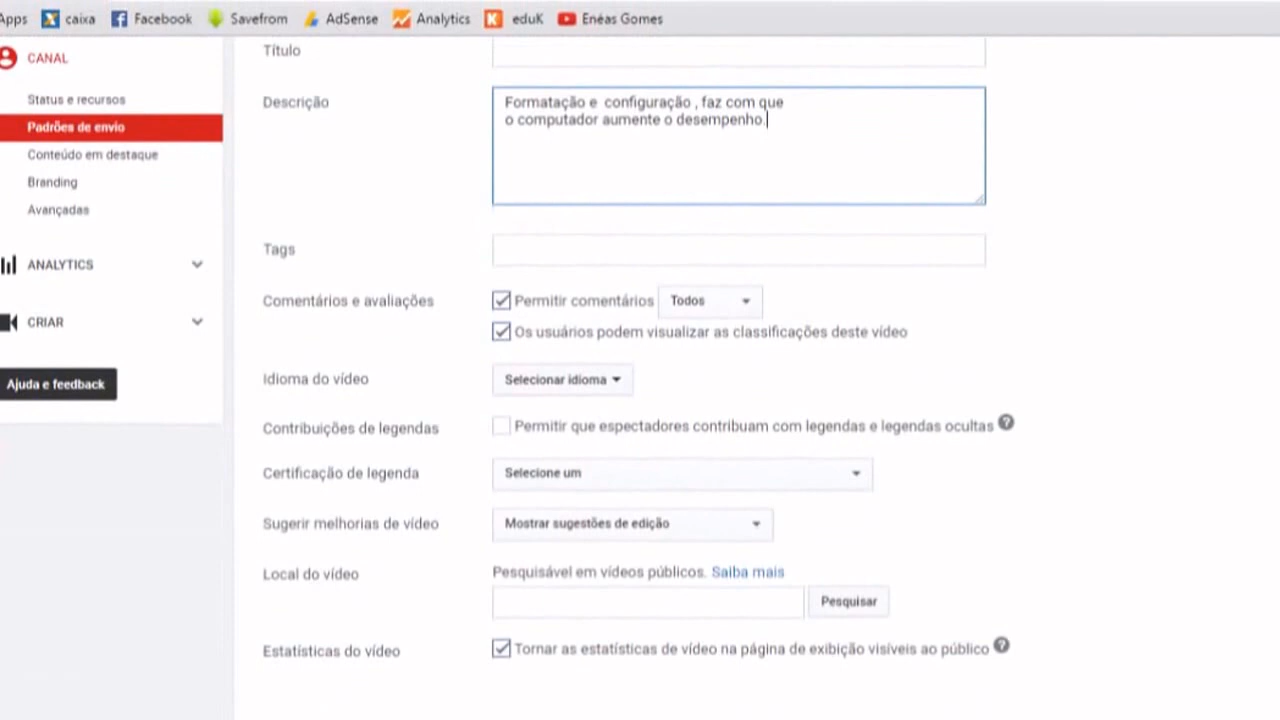 Apps caixa Facebook Savefrom AdSense Analytics eduK Enéas Gomes
CANAL
Status e recursos
Padrões de envio
Conteúdo em destaque
Branding
Avançadas
ANALYTICS
CRIAR
Ajuda e feedback
Título
Descrição
Formatação e configuração , faz com que
o computador aumente o desempenho.
Tags
Comentários e avaliações
Permitir comentários Todos
Os usuários podem visualizar as classificações deste vídeo
Idioma do vídeo Selecionar idioma
Contribuições de legendas Permitir que espectadores contribuam com legendas e legendas ocultas ?
Certificação de legenda Selecione um
Sugerir melhorias de vídeo Mostrar sugestões de edição
Local do vídeo Pesquisável em vídeos públicos. Saiba mais
Pesquisar
Estatísticas do vídeo Tornar as estatísticas de vídeo na página de exibição visíveis ao público ?